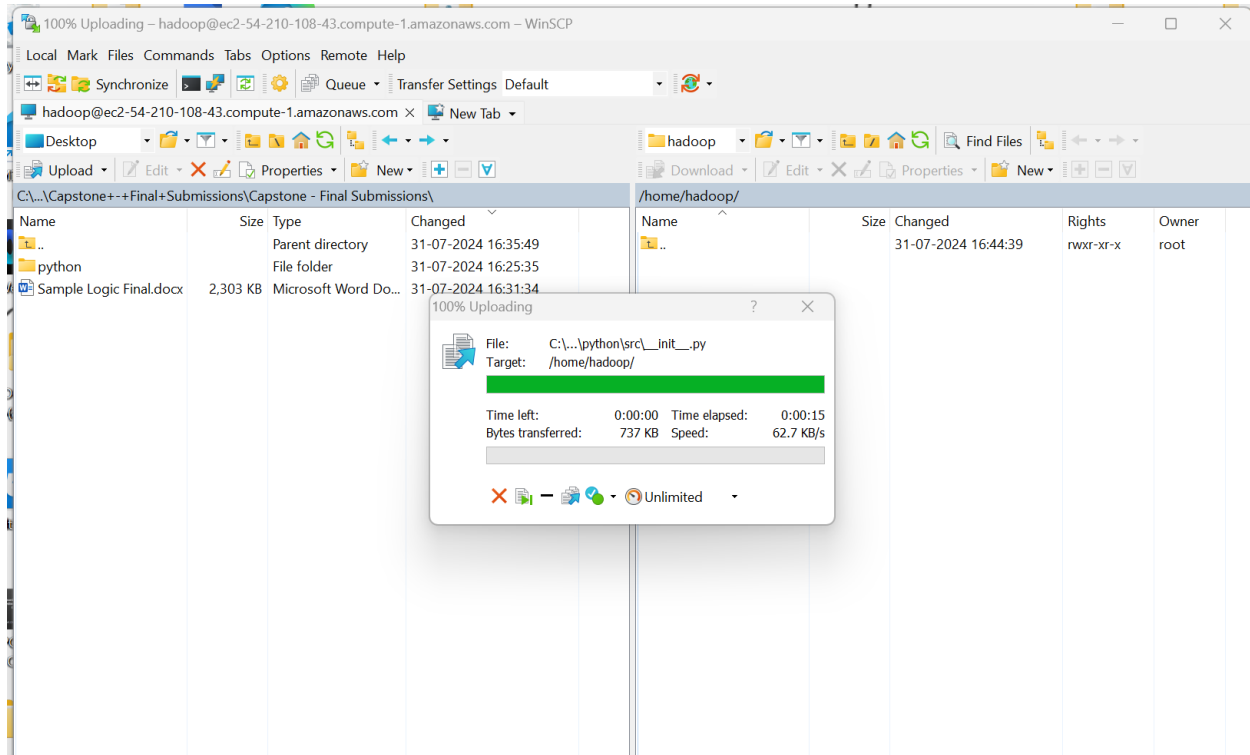 100% Uploading – hadoop@ec2-54-210-108-43.compute-1.amazonaws.com – WinSCP
Local Mark Files Commands Tabs Options Remote Help
Synchronize Queue Transfer Settings Default
hadoop@ec2-54-210-108-43.compute-1.amazonaws.com × New Tab
Desktop
hadoop Find Files
Upload Edit Properties New
Download Edit Properties New
C:\...\Capstone+-+Final+Submissions\Capstone - Final Submissions\
/home/hadoop/
Name Size Type Changed
.. Parent directory 31-07-2024 16:35:49
python File folder 31-07-2024 16:25:35
Sample Logic Final.docx 2,303 KB Microsoft Word Do... 31-07-2024 16:31:34
Name Size Changed Rights Owner
.. 31-07-2024 16:44:39 rwxr-xr-x root
100% Uploading ?
File: C:\...\python\src\__init__.py
Target: /home/hadoop/
Time left: 0:00:00 Time elapsed: 0:00:15
Bytes transferred: 737 KB Speed: 62.7 KB/s
Unlimited